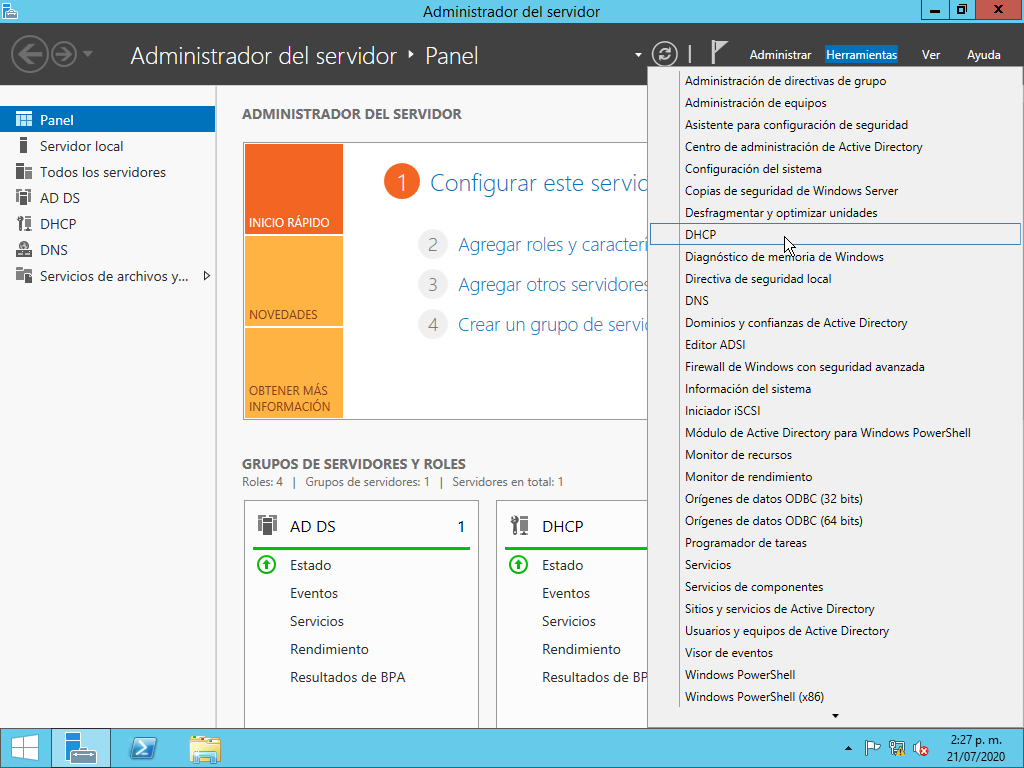 Administrador del servidor
Administrador del servidor ‣ Panel
Administrar Herramientas Ver Ayuda
Panel
Servidor local
Todos los servidores
AD DS
DHCP
DNS
Servicios de archivos y...
ADMINISTRADOR DEL SERVIDOR
INICIO RÁPIDO
NOVEDADES
OBTENER MÁS
INFORMACIÓN
1 Configurar este servid
2 Agregar roles y caracterí
3 Agregar otros servidores
4 Crear un grupo de servid
GRUPOS DE SERVIDORES Y ROLES
Roles: 4 | Grupos de servidores: 1 | Servidores en total: 1
AD DS 1
Estado
Eventos
Servicios
Rendimiento
Resultados de BPA
DHCP
Estado
Eventos
Servicios
Rendimiento
Resultados de BP
Administración de directivas de grupo
Administración de equipos
Asistente para configuración de seguridad
Centro de administración de Active Directory
Configuración del sistema
Copias de seguridad de Windows Server
Desfragmentar y optimizar unidades
DHCP
Diagnóstico de memoria de Windows
Directiva de seguridad local
DNS
Dominios y confianzas de Active Directory
Editor ADSI
Firewall de Windows con seguridad avanzada
Información del sistema
Iniciador iSCSI
Módulo de Active Directory para Windows PowerShell
Monitor de recursos
Monitor de rendimiento
Orígenes de datos ODBC (32 bits)
Orígenes de datos ODBC (64 bits)
Programador de tareas
Servicios
Servicios de componentes
Sitios y servicios de Active Directory
Usuarios y equipos de Active Directory
Visor de eventos
Windows PowerShell
Windows PowerShell (x86)
2:27 p. m.
21/07/2020